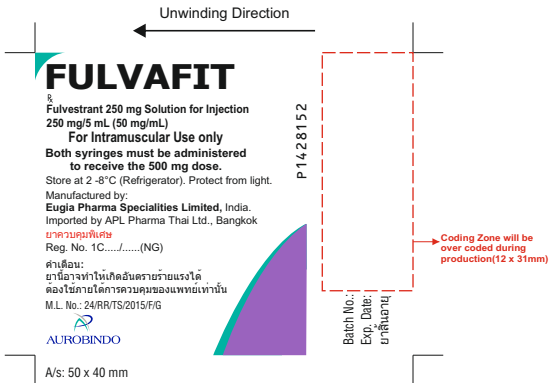 Unwinding Direction
FULVAFIT
℞
Fulvestrant 250 mg Solution for Injection
250 mg/5 mL (50 mg/mL)
For Intramuscular Use only
Both syringes must be administered
to receive the 500 mg dose.
Store at 2 -8°C (Refrigerator). Protect from light.
Manufactured by:
Eugia Pharma Specialities Limited, India.
Imported by APL Pharma Thai Ltd., Bangkok
ยาควบคุมพิเศษ
Reg. No. 1C...../......(NG)
คำเตือน:
ยานี้อาจทำให้เกิดอันตรายร้ายแรงได้
ต้องใช้ภายใต้การควบคุมของแพทย์เท่านั้น
M.L. No.: 24/RR/TS/2015/F/G
AUROBINDO
A/s: 50 x 40 mm
P1428152
Batch No.:
Exp. Date:
ยาสิ้นอายุ
Coding Zone will be
over coded during
production(12 x 31mm)